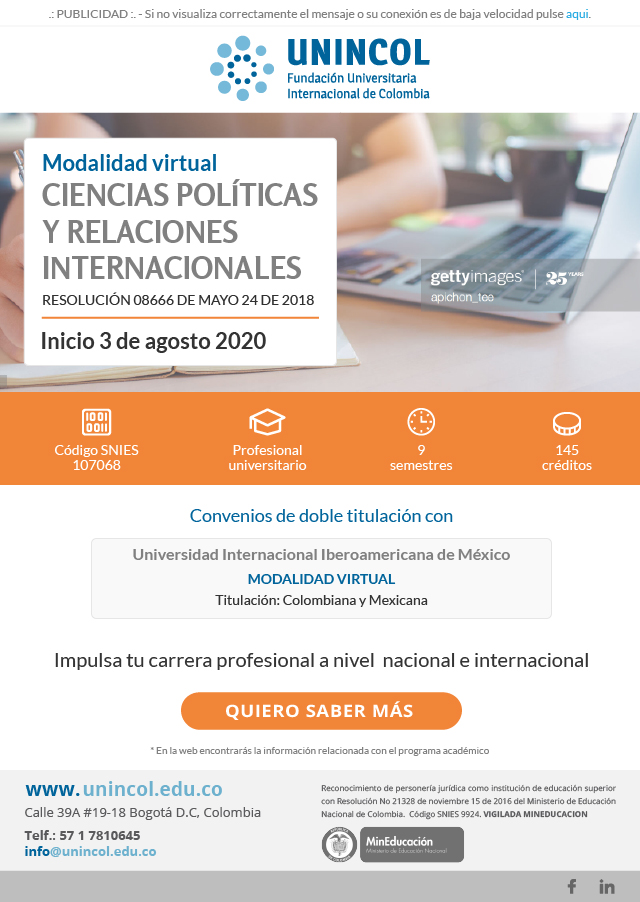 .: PUBLICIDAD :. - Si no visualiza correctamente el mensaje o su conexión es de baja velocidad pulse aqui.
UNINCOL
Fundación Universitaria
Internacional de Colombia
Modalidad virtual
CIENCIAS POLÍTICAS
Y RELACIONES
INTERNACIONALES
RESOLUCIÓN 08666 DE MAYO 24 DE 2018
Inicio 3 de agosto 2020
gettyimages 25 YEARS
apichon_tee
Código SNIES
107068
Profesional
universitario
9
semestres
145
créditos
Convenios de doble titulación con
Universidad Internacional Iberoamericana de México
MODALIDAD VIRTUAL
Titulación: Colombiana y Mexicana
Impulsa tu carrera profesional a nivel nacional e internacional
QUIERO SABER MÁS
* En la web encontrarás la información relacionada con el programa académico
www.unincol.edu.co
Calle 39A #19-18 Bogotá D.C, Colombia
Telf.: 57 1 7810645
info@unincol.edu.co
Reconocimiento de personería jurídica como institución de educación superior
con Resolución No 21328 de noviembre 15 de 2016 del Ministerio de Educación
Nacional de Colombia. Código SNIES 9924. VIGILADA MINEDUCACION
MinEducación
Ministerio de Educación Nacional